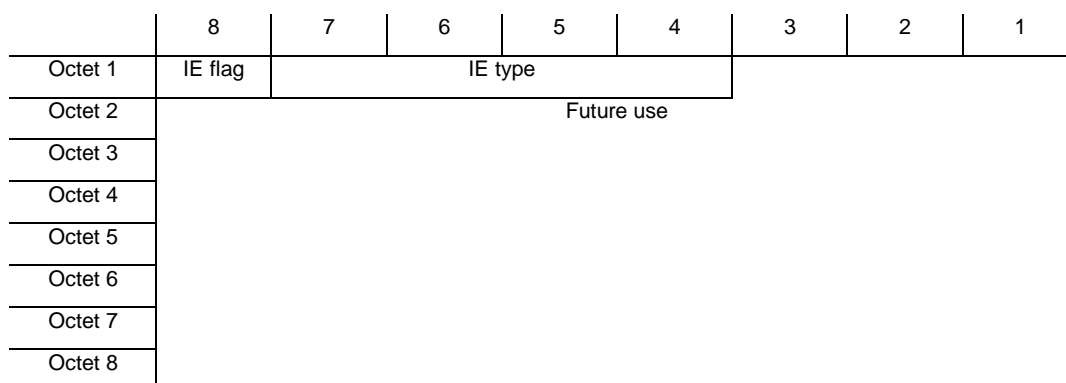 8 7 6 5 4 3 2 1
Octet 1 IE flag IE type
Octet 2 Future use
Octet 3
Octet 4
Octet 5
Octet 6
Octet 7
Octet 8